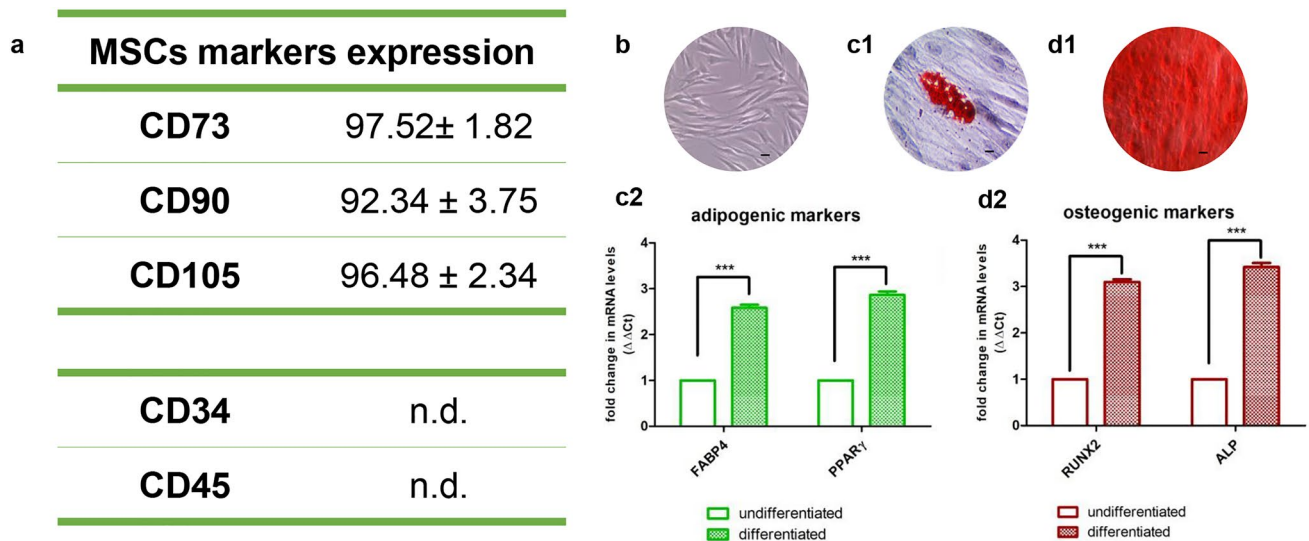 a
MSCs markers expression
CD73 97.52± 1.82
CD90 92.34 ± 3.75
CD105 96.48 ± 2.34
CD34 n.d.
CD45 n.d.
b
c1
d1
c2
adipogenic markers
fold change in mRNA levels
(Δ ΔCt)
4
3
2
1
0
***
***
FABP4
PPARγ
undifferentiated
differentiated
d2
osteogenic markers
fold change in mRNA levels
(Δ ΔCt)
4
3
2
1
0
***
***
RUNX2
ALP
undifferentiated
differentiated